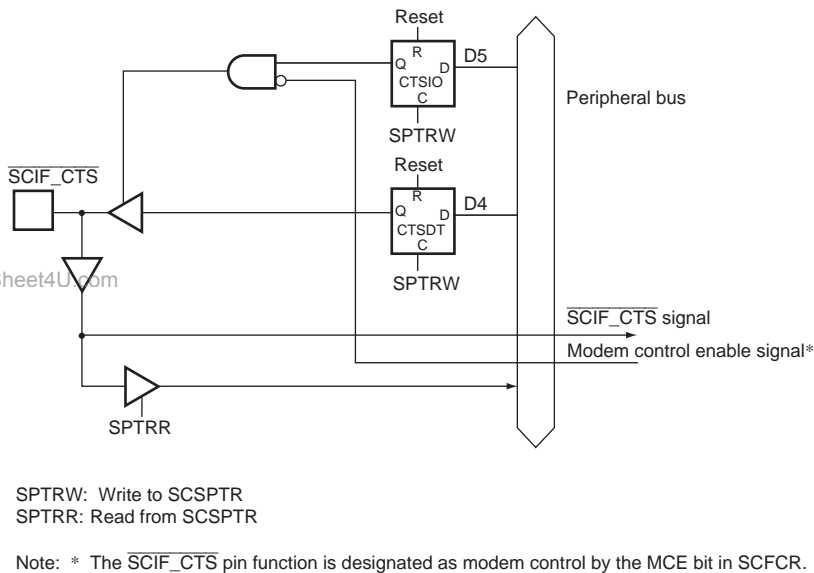 Reset
R
Q
D
D5
CTSIO
C
Peripheral bus
SPTRW
Reset
SCIF_CTS
R
Q
D
D4
CTSDT
C
SPTRW
heet4U.com
SCIF_CTS signal
Modem control enable signal*
SPTRR
SPTRW: Write to SCSPTR
SPTRR: Read from SCSPTR
Note: * The SCIF_CTS pin function is designated as modem control by the MCE bit in SCFCR.